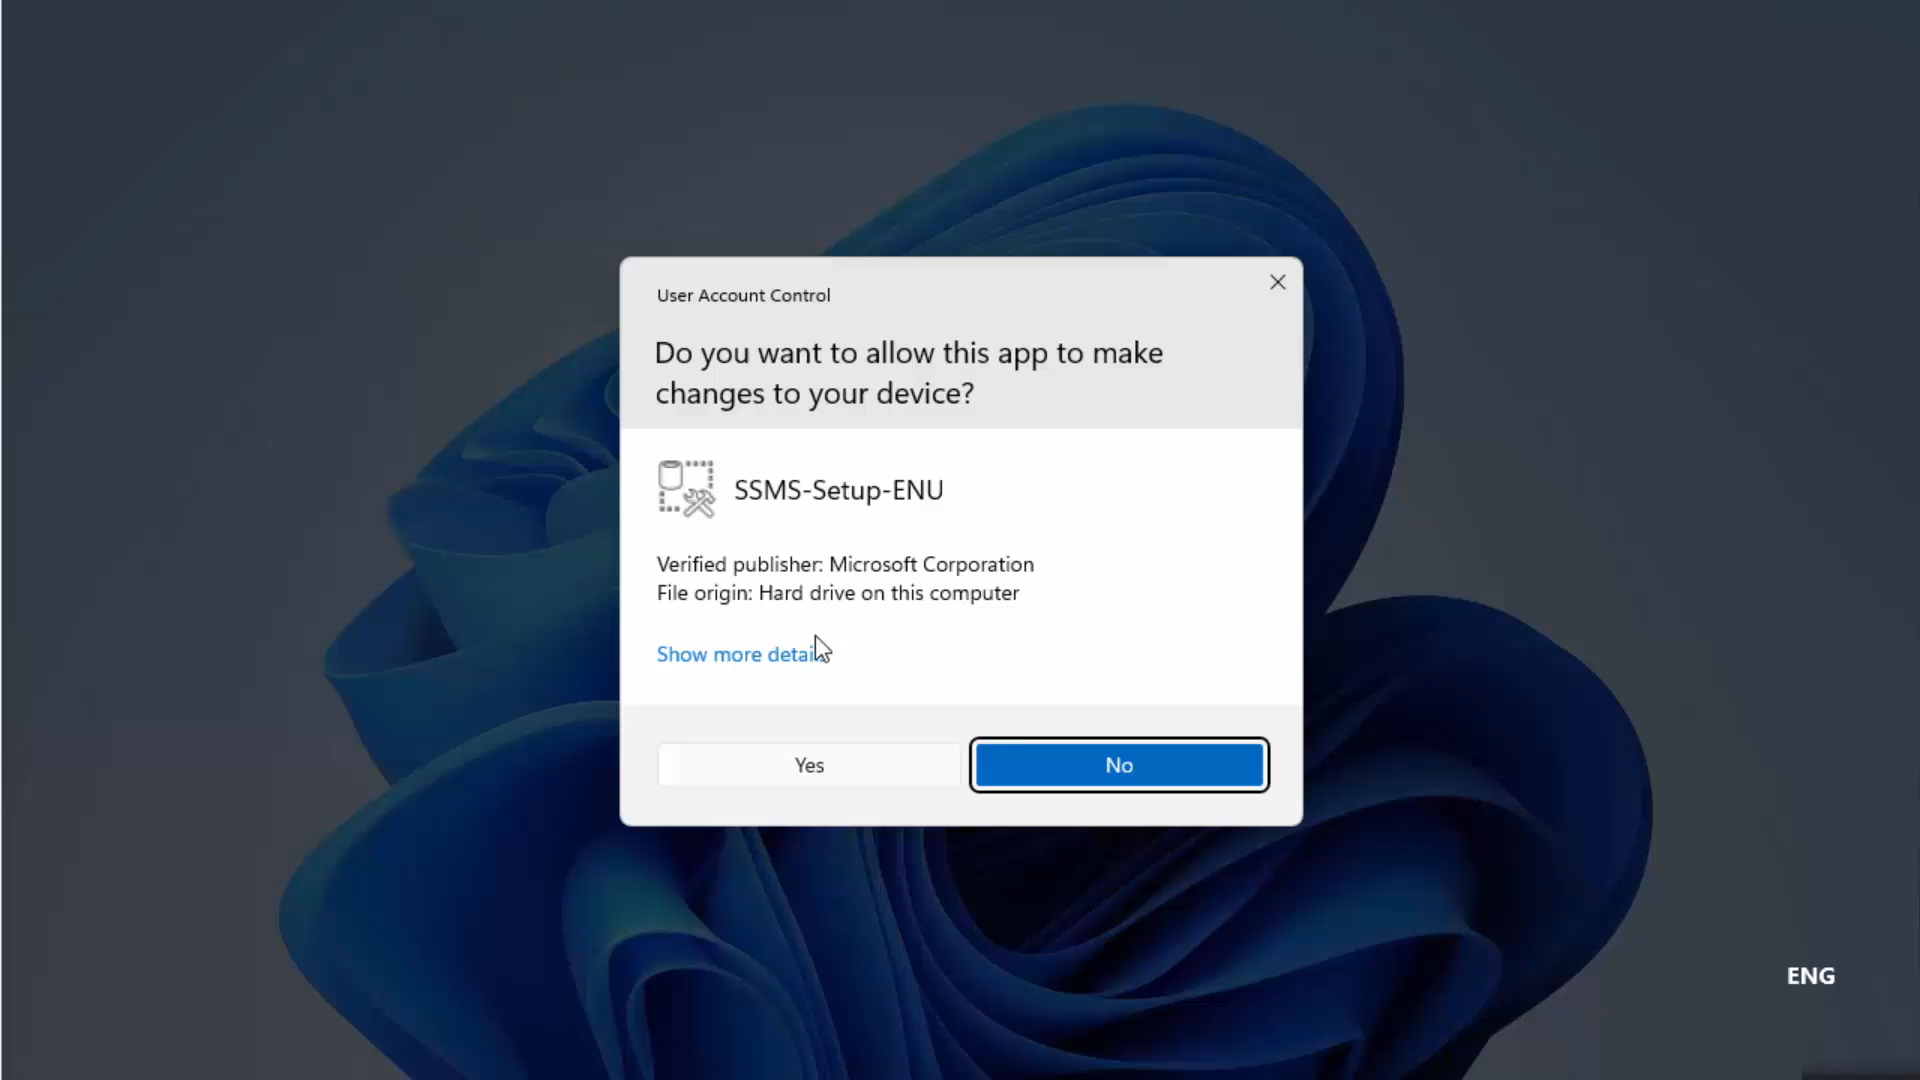 User Account Control
Do you want to allow this app to make
changes to your device?
SSMS-Setup-ENU
Verified publisher: Microsoft Corporation
File origin: Hard drive on this computer
Show more details
Yes
No
ENG